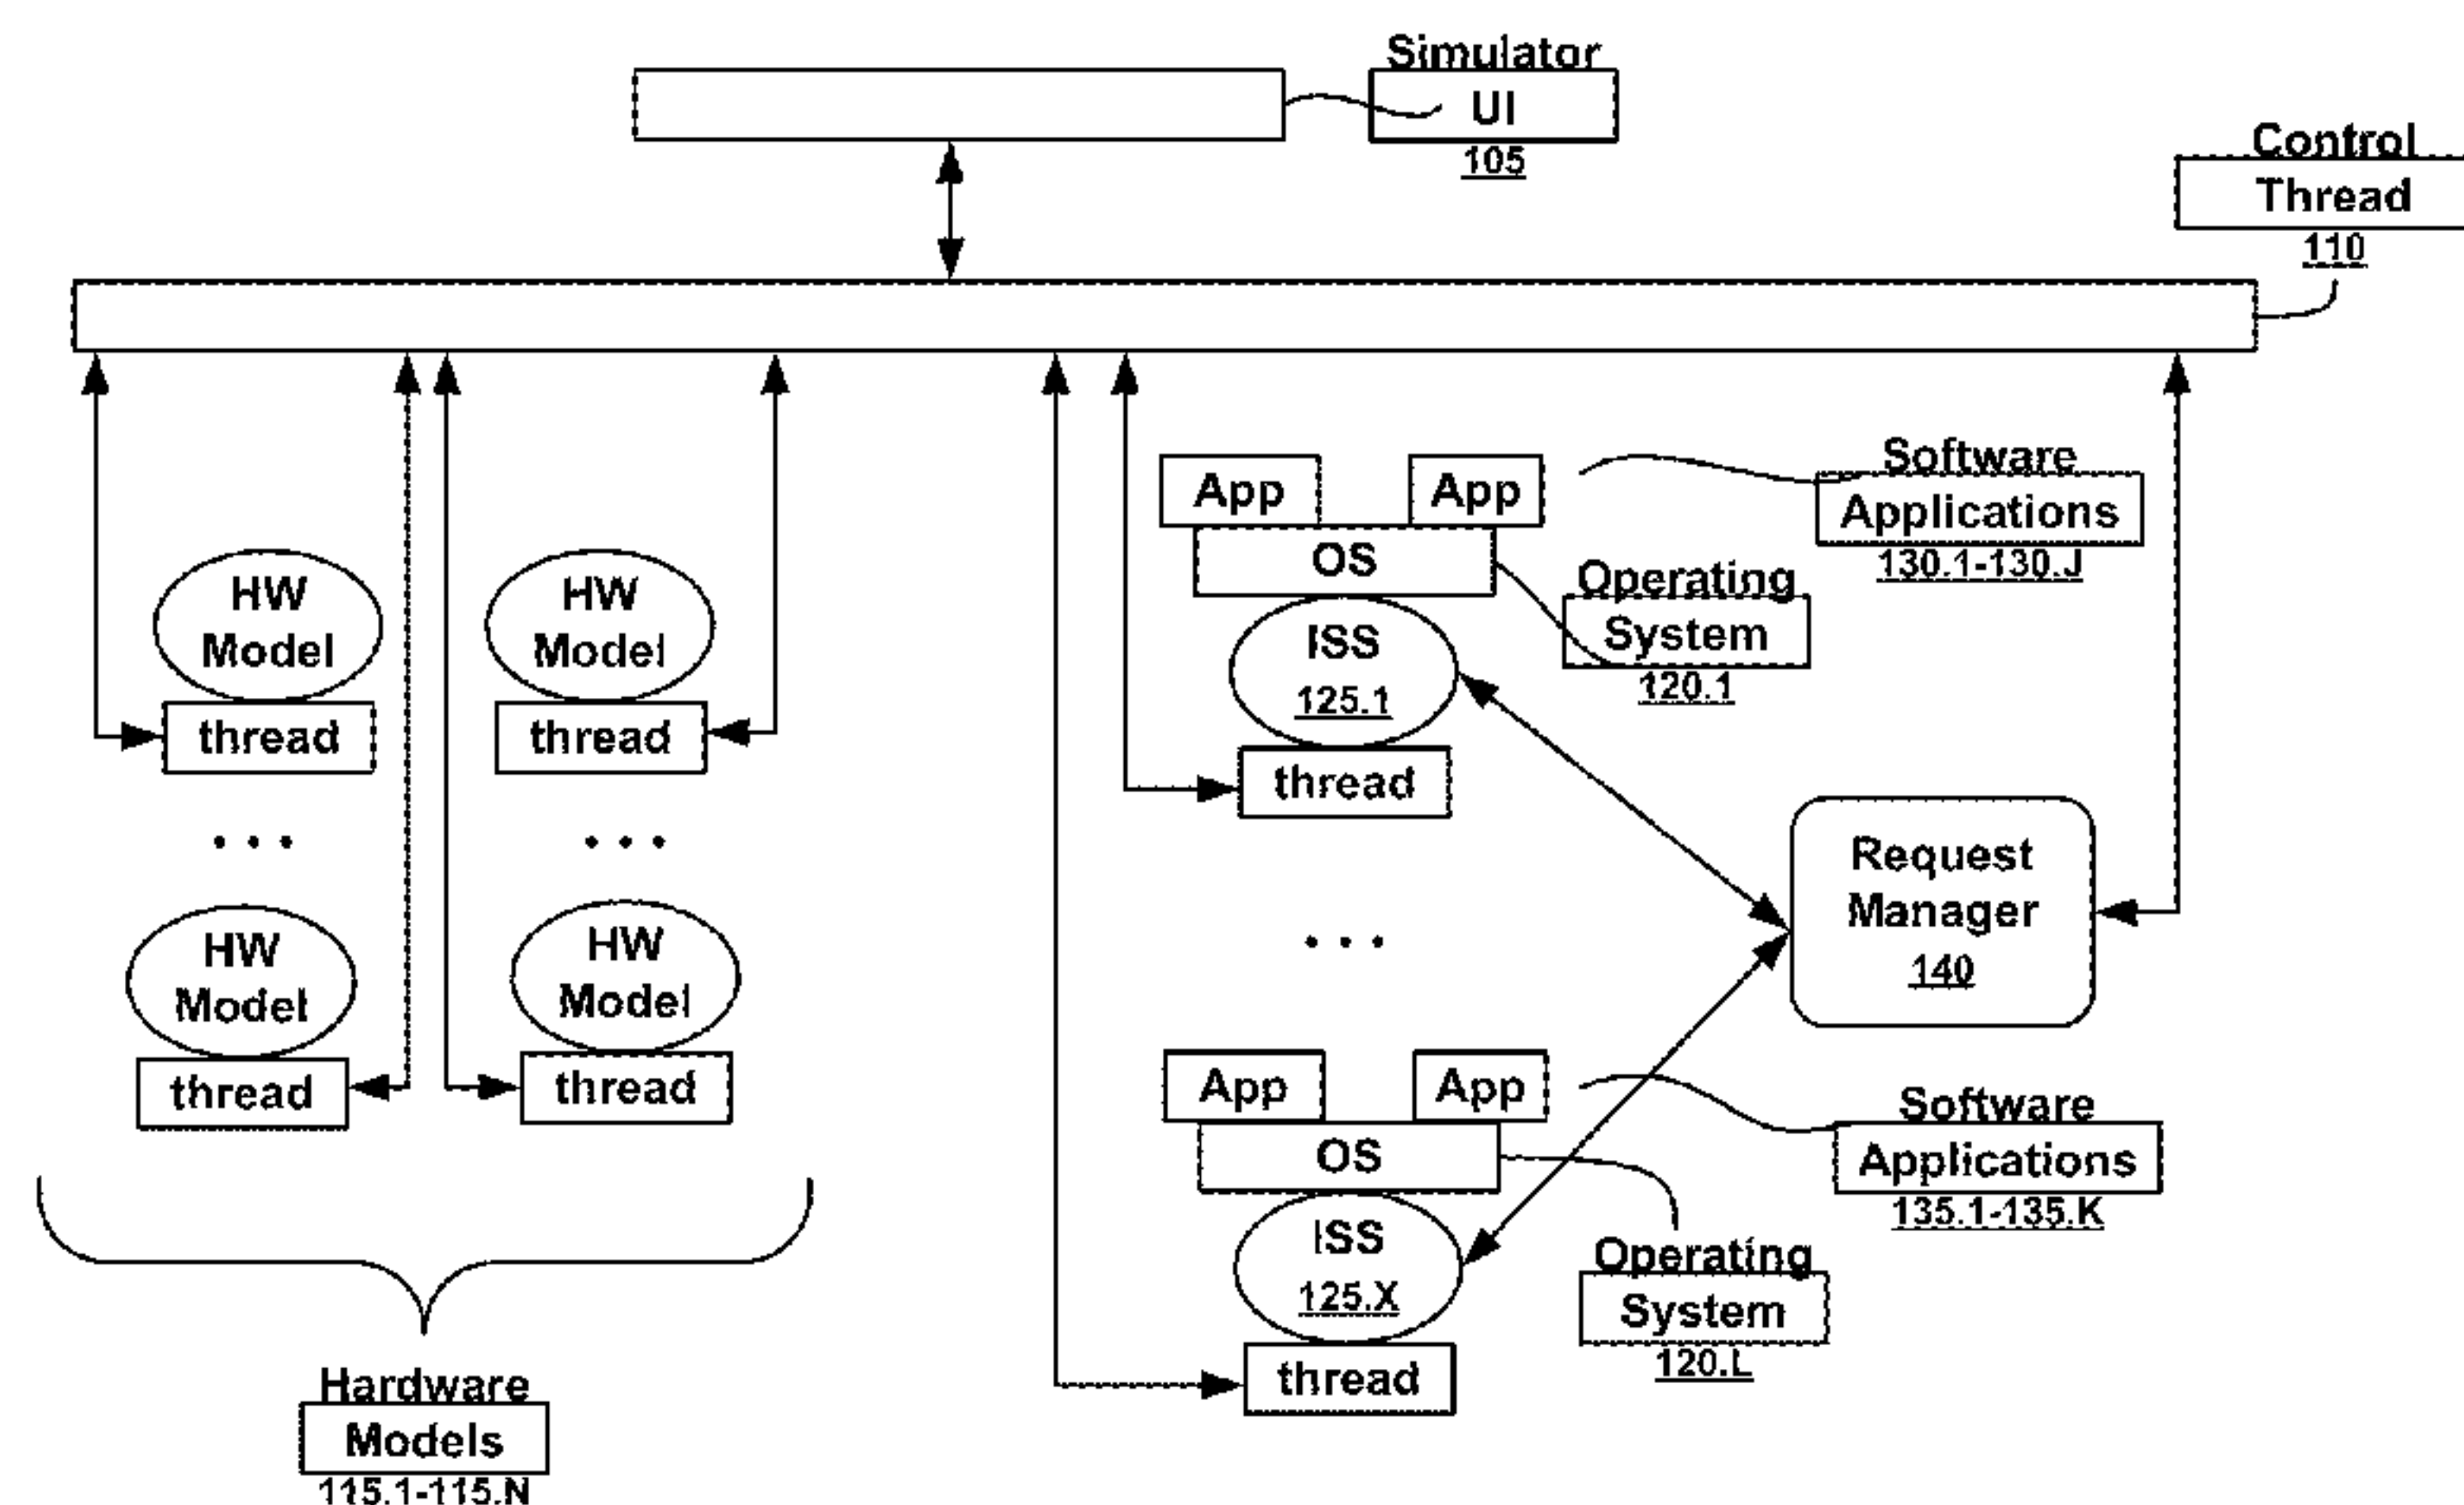 Simulator
UI
105
Control
Thread
110
App
App
Software
Applications
130.1-130.J
OS
Operating
System
120.1
HW
Model
HW
Model
ISS
125.1
thread
thread
thread
Request
Manager
140
HW
Model
HW
Model
thread
thread
App
App
Software
Applications
135.1-135.K
OS
ISS
125.X
Operating
System
120.L
thread
Hardware
Models
115.1-115.N